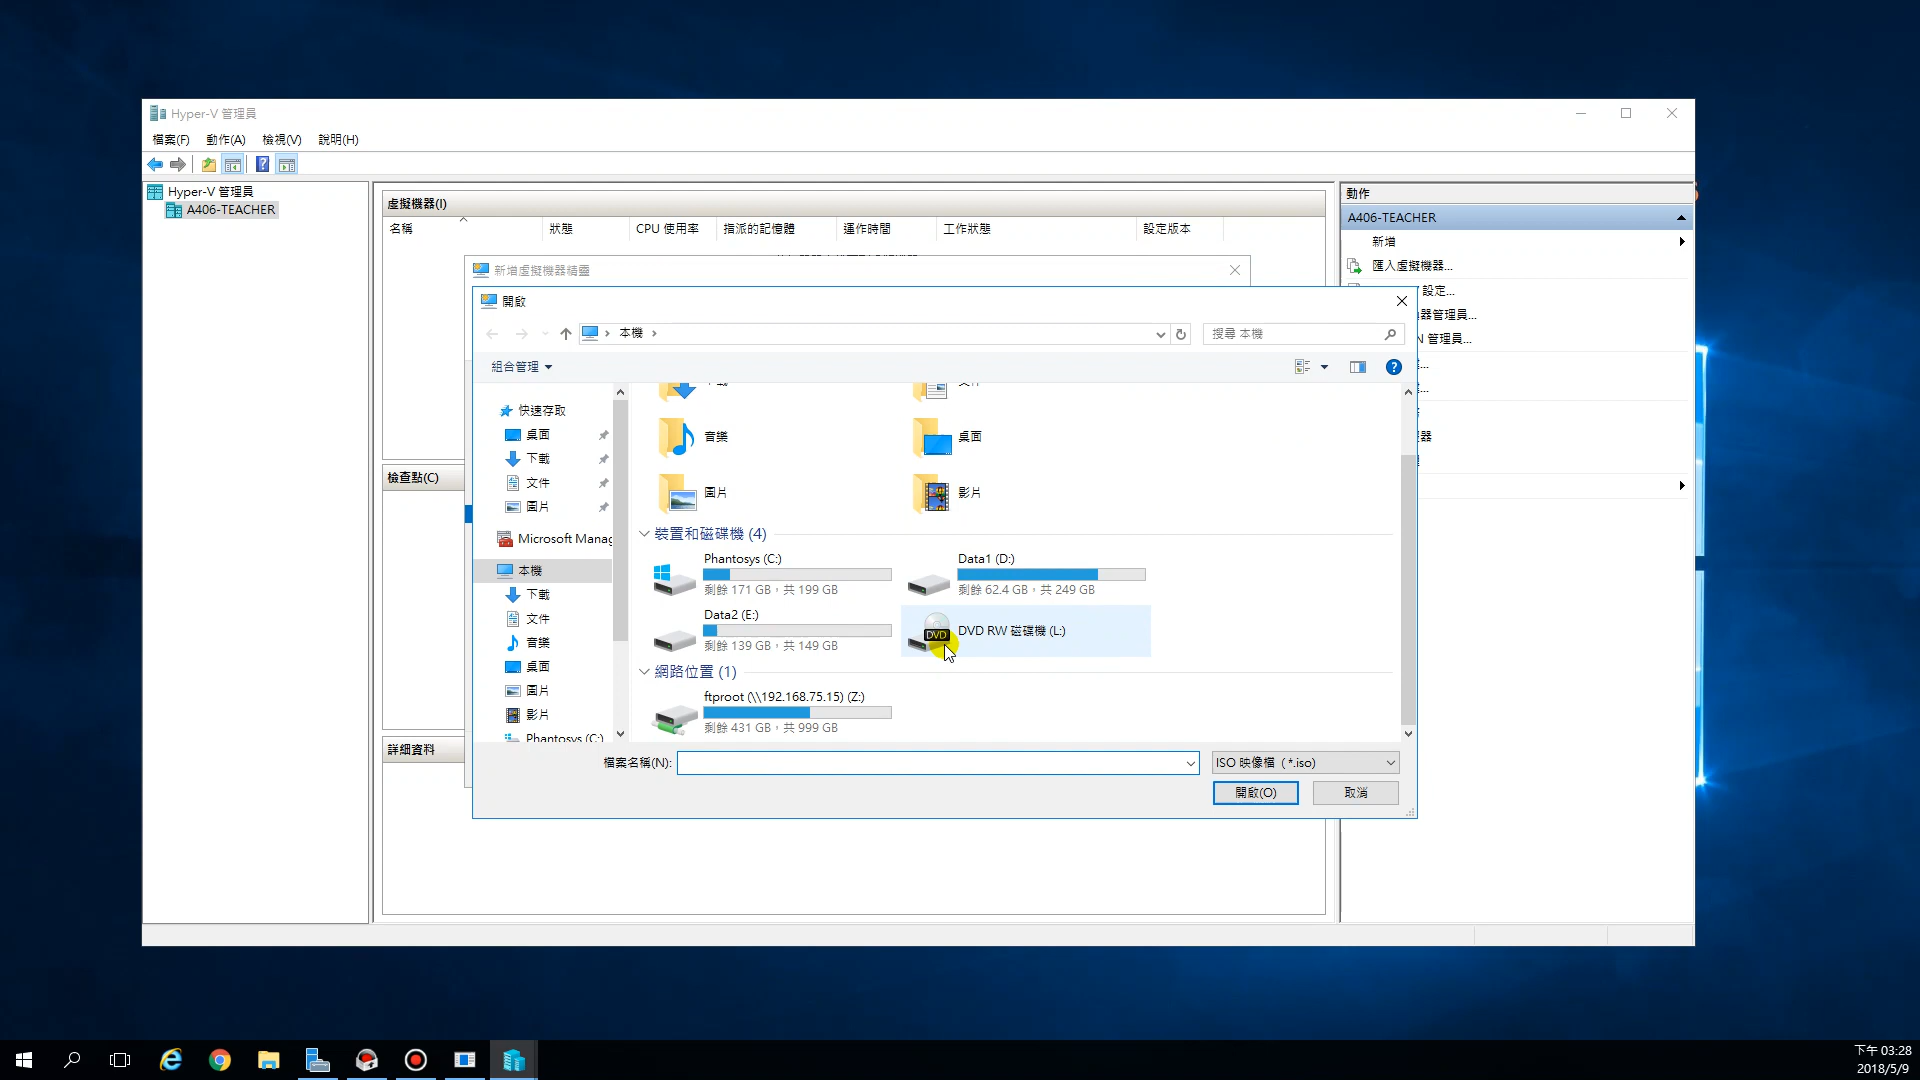 Hyper-V 管理員
檔案(F) 動作(A) 檢視(V) 說明(H)
Hyper-V 管理員
A406-TEACHER
虛擬機器(I)
名稱 狀態 CPU 使用率 指派的記憶體 運作時間 工作狀態 設定版本
檢查點(C)
詳細資料
動作
A406-TEACHER
新增
匯入虛擬機器...
設定...
器管理員...
N 管理員...
新增虛擬機器精靈
開啟
本機
搜尋 本機
組合管理
快速存取
桌面
下載
文件
圖片
Microsoft Manag
本機
下載
文件
音樂
桌面
圖片
影片
Phantosys (C:)
音樂
桌面
圖片
影片
裝置和磁碟機 (4)
Phantosys (C:)
剩餘 171 GB，共 199 GB
Data1 (D:)
剩餘 62.4 GB，共 249 GB
Data2 (E:)
剩餘 139 GB，共 149 GB
DVD RW 磁碟機 (L:)
DVD
網路位置 (1)
ftproot (\\192.168.75.15) (Z:)
剩餘 431 GB，共 999 GB
檔案名稱(N):
ISO 映像檔（*.iso)
開啟(O)
取消
下午 03:28
2018/5/9